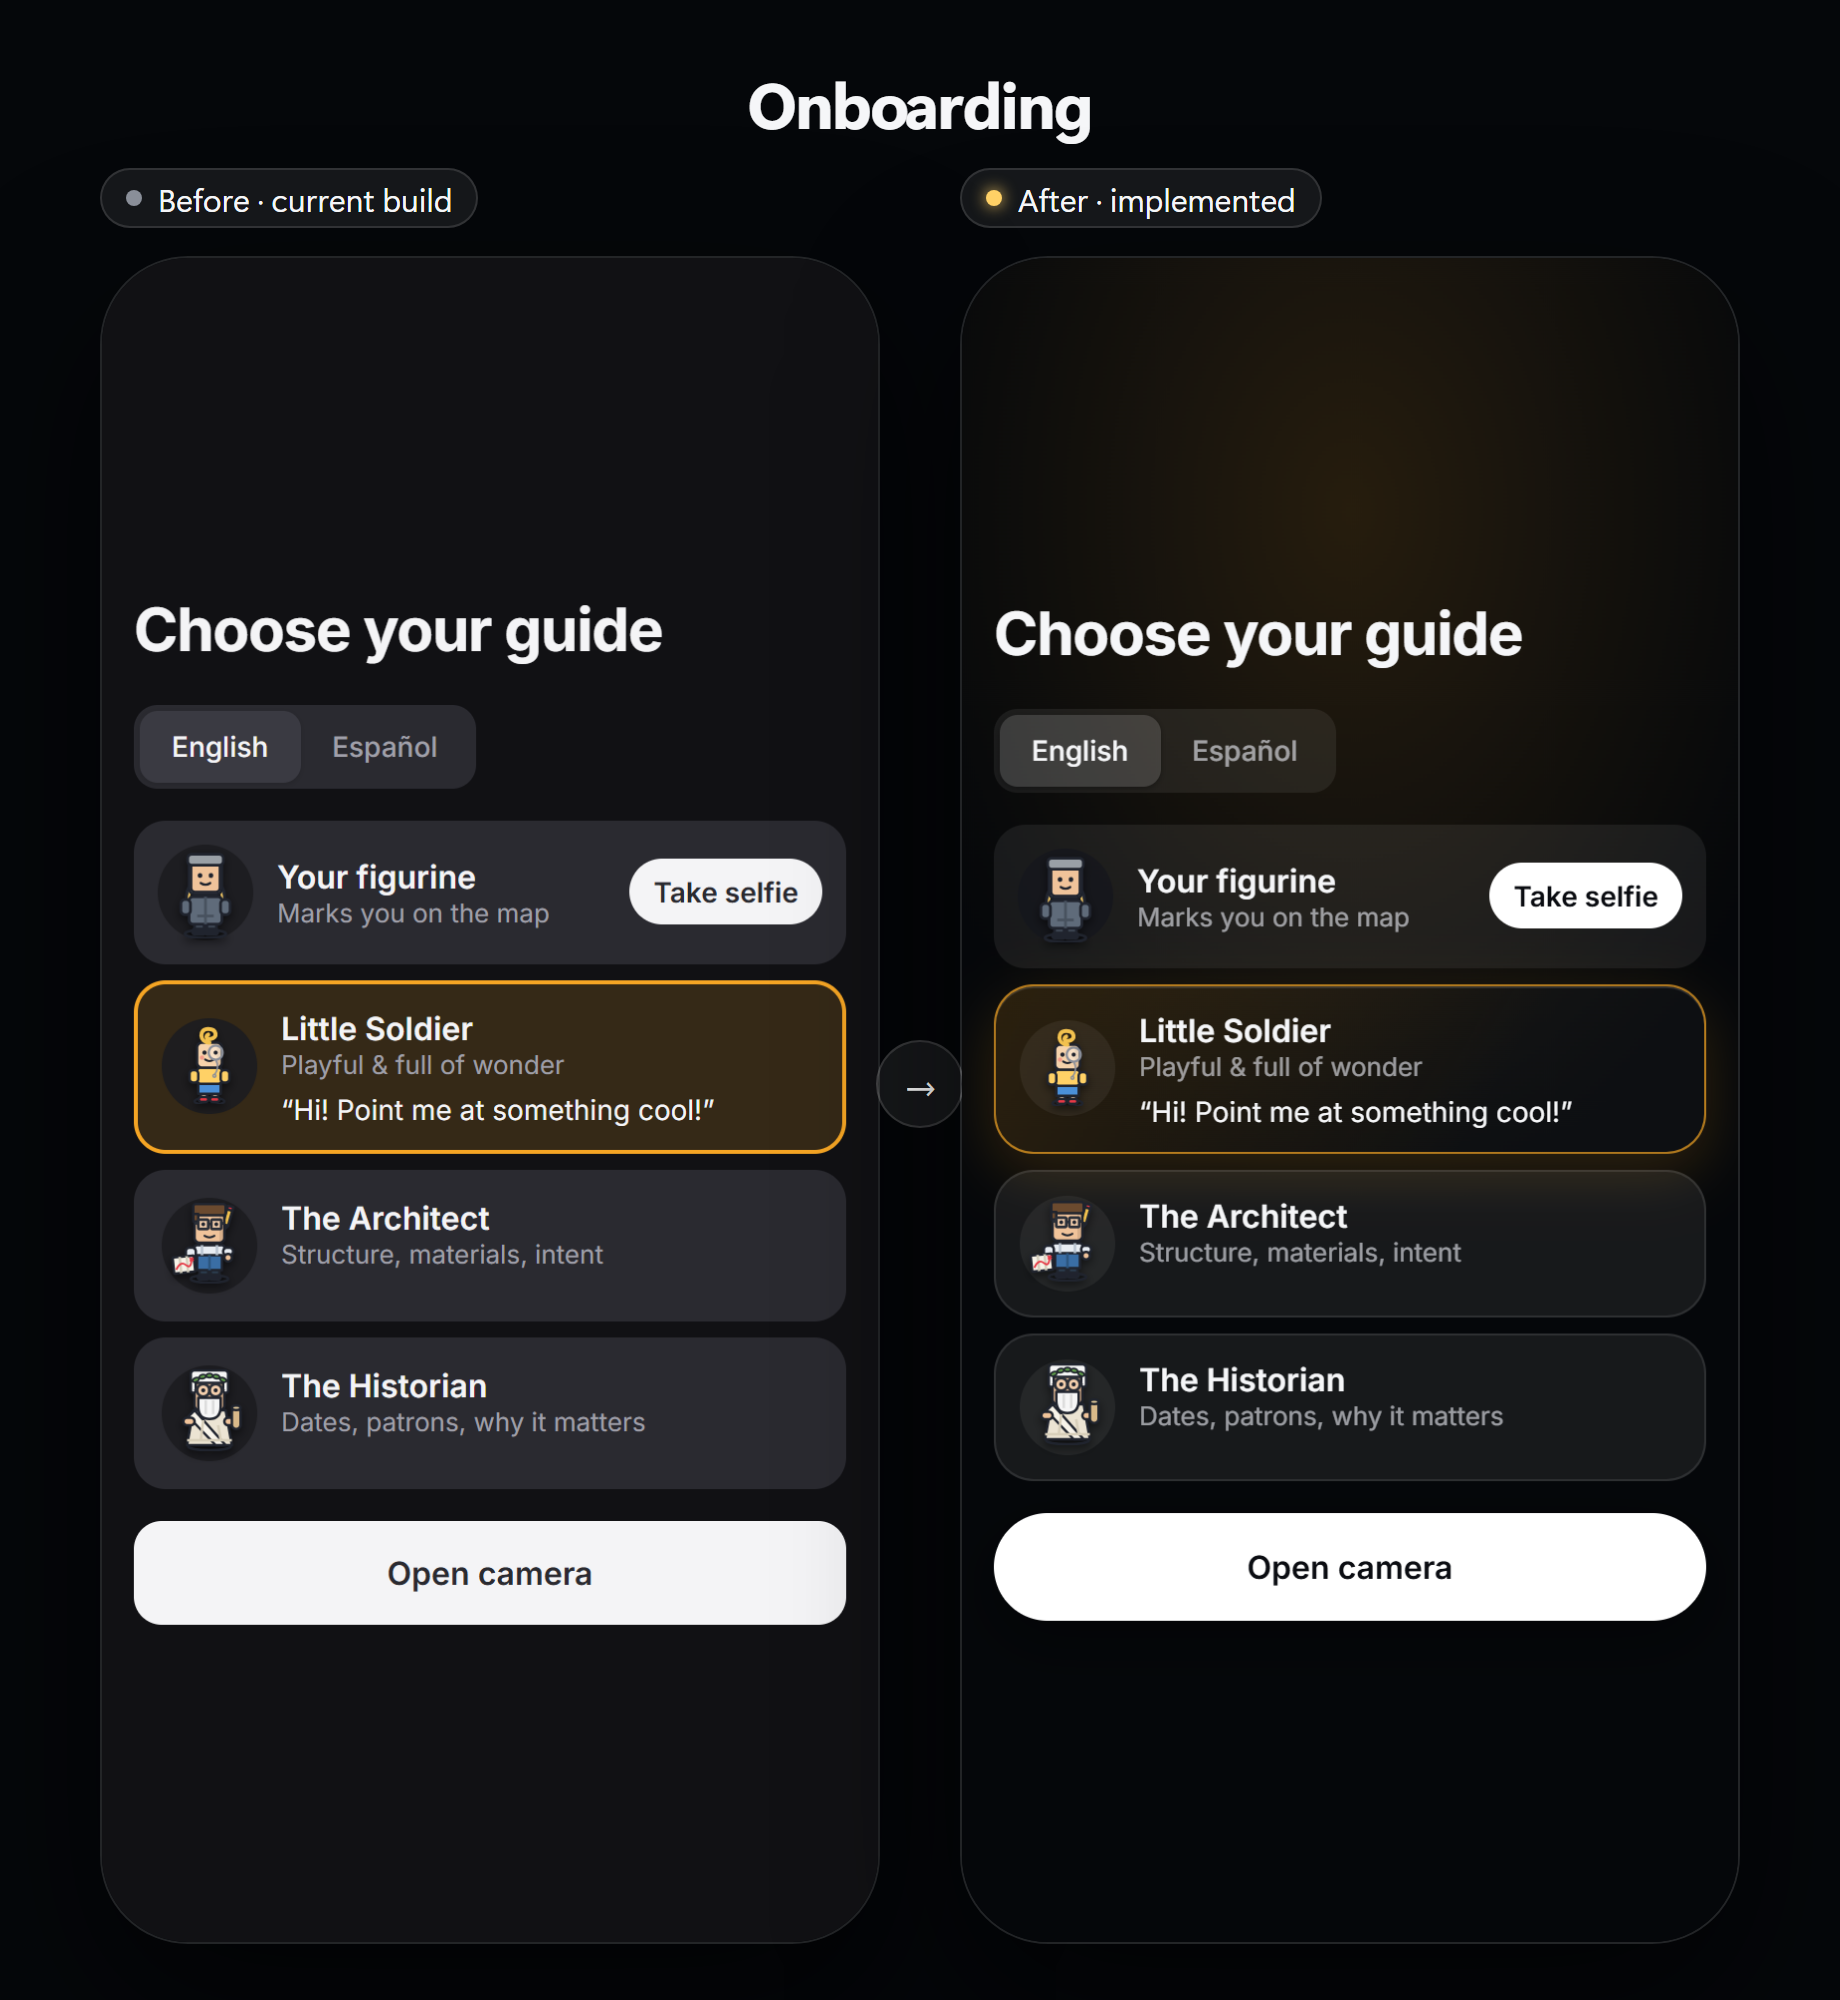 Onboarding
Before · current build
Choose your guide
English
Español
Your figurine
Marks you on the map
Take selfie
Little Soldier
Playful & full of wonder
“Hi! Point me at something cool!”
The Architect
Structure, materials, intent
The Historian
Dates, patrons, why it matters
Open camera
→
After · implemented
Choose your guide
English
Español
Your figurine
Marks you on the map
Take selfie
Little Soldier
Playful & full of wonder
“Hi! Point me at something cool!”
The Architect
Structure, materials, intent
The Historian
Dates, patrons, why it matters
Open camera